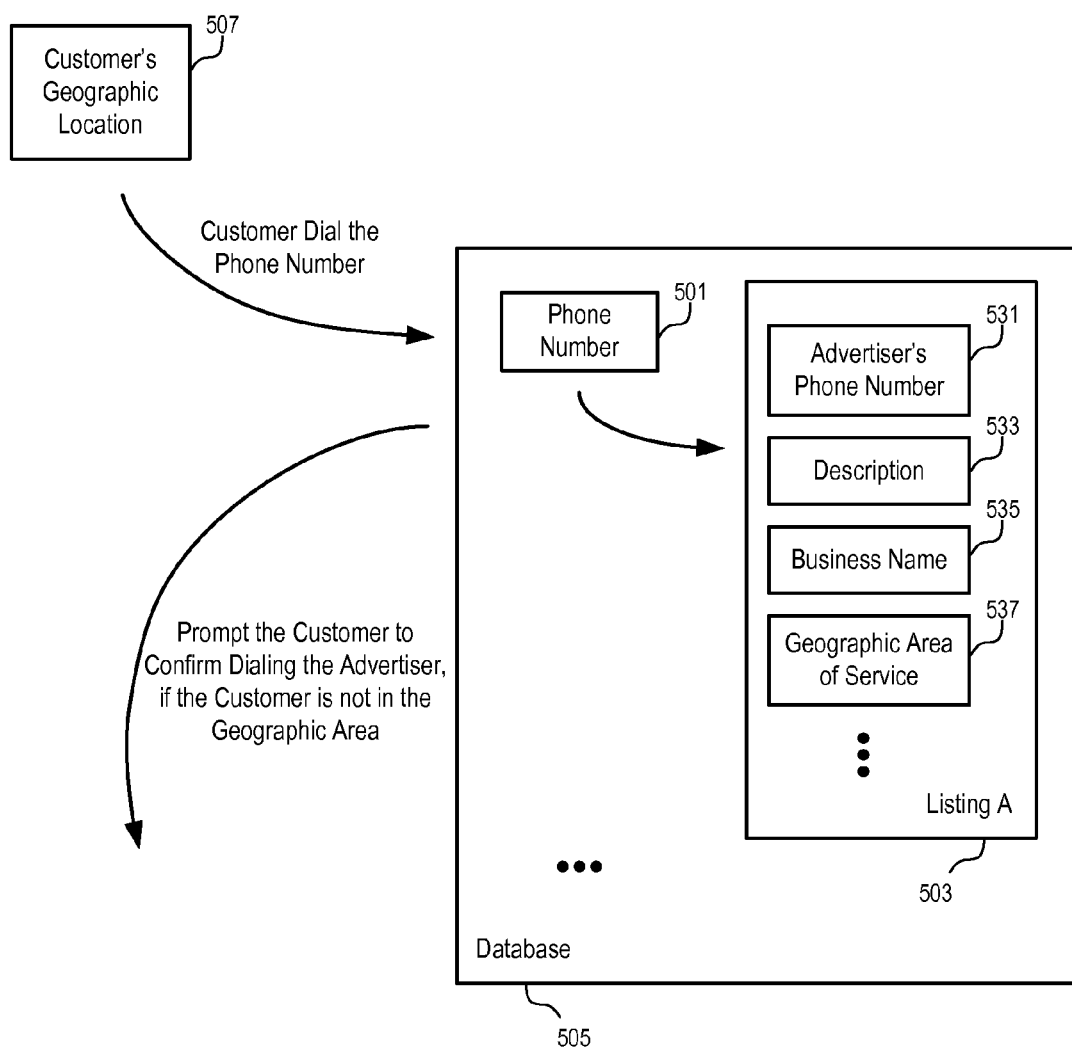 507
Customer's
Geographic
Location
Customer Dial the
Phone Number
501
Phone
Number
531
Advertiser's
Phone Number
533
Description
535
Business Name
537
Geographic Area
of Service
Prompt the Customer to
Confirm Dialing the Advertiser,
if the Customer is not in the
Geographic Area
Listing A
503
Database
505